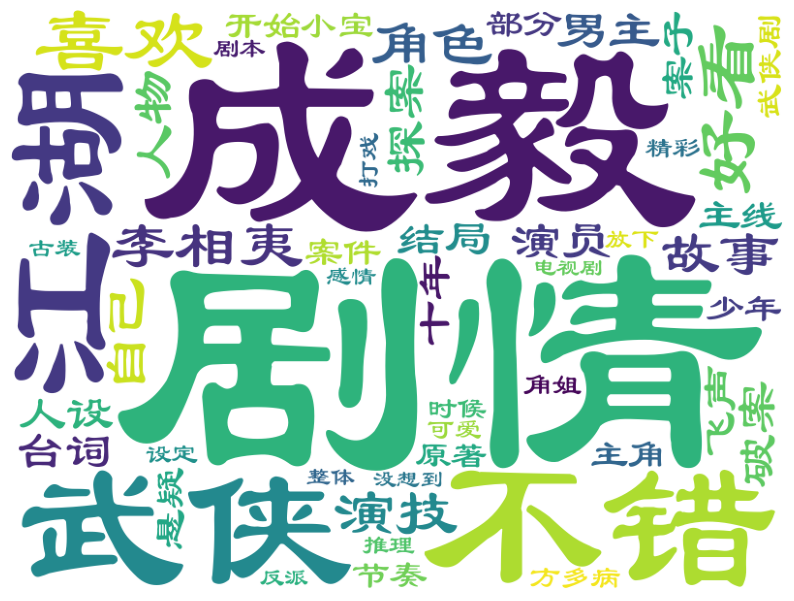 喜欢
开始小宝
剧本
角色
部分
男主
案子
武侠剧
江湖
人物
成毅
打戏
探案
精彩
好看
古装
李相夷
案件
感情
结局
演员
放下
主线
故事
电视剧
十年
自己
剧情
少年
角姐
飞声
破案
人设
台词
设定
时候
可爱
原著
主角
武侠
悬疑
整体
没想到
演技
不错
推理
反派
节奏
方多病